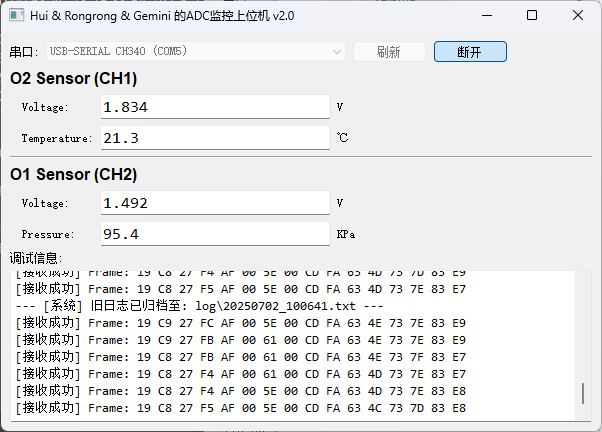 Hui & Rongrong & Gemini 的ADC监控上位机 v2.0
串口: USB-SERIAL CH340 (COM5) 刷新 断开
O2 Sensor (CH1)
Voltage: 1.834 V
Temperature: 21.3 ℃
O1 Sensor (CH2)
Voltage: 1.492 V
Pressure: 95.4 KPa
调试信息:
[接收成功] Frame: 19 C8 27 F4 AF 00 5E 00 CD FA 63 4D 73 7D 83 E9
[接收成功] Frame: 19 C8 27 F5 AF 00 5E 00 CD FA 63 4D 73 7E 83 E7
--- [系统] 旧日志已归档至: log\20250702_100641.txt ---
[接收成功] Frame: 19 C9 27 FC AF 00 5E 00 CD FA 63 4E 73 7E 83 E9
[接收成功] Frame: 19 C9 27 FB AF 00 61 00 CD FA 63 4E 73 7E 83 E9
[接收成功] Frame: 19 C8 27 FB AF 00 61 00 CD FA 63 4E 73 7F 83 E7
[接收成功] Frame: 19 C8 27 F4 AF 00 61 00 CD FA 63 4D 73 7E 83 E7
[接收成功] Frame: 19 C8 27 F4 AF 00 5E 00 CD FA 63 4D 73 7E 83 E8
[接收成功] Frame: 19 C8 27 F5 AF 00 5E 00 CD FA 63 4C 73 7D 83 E8